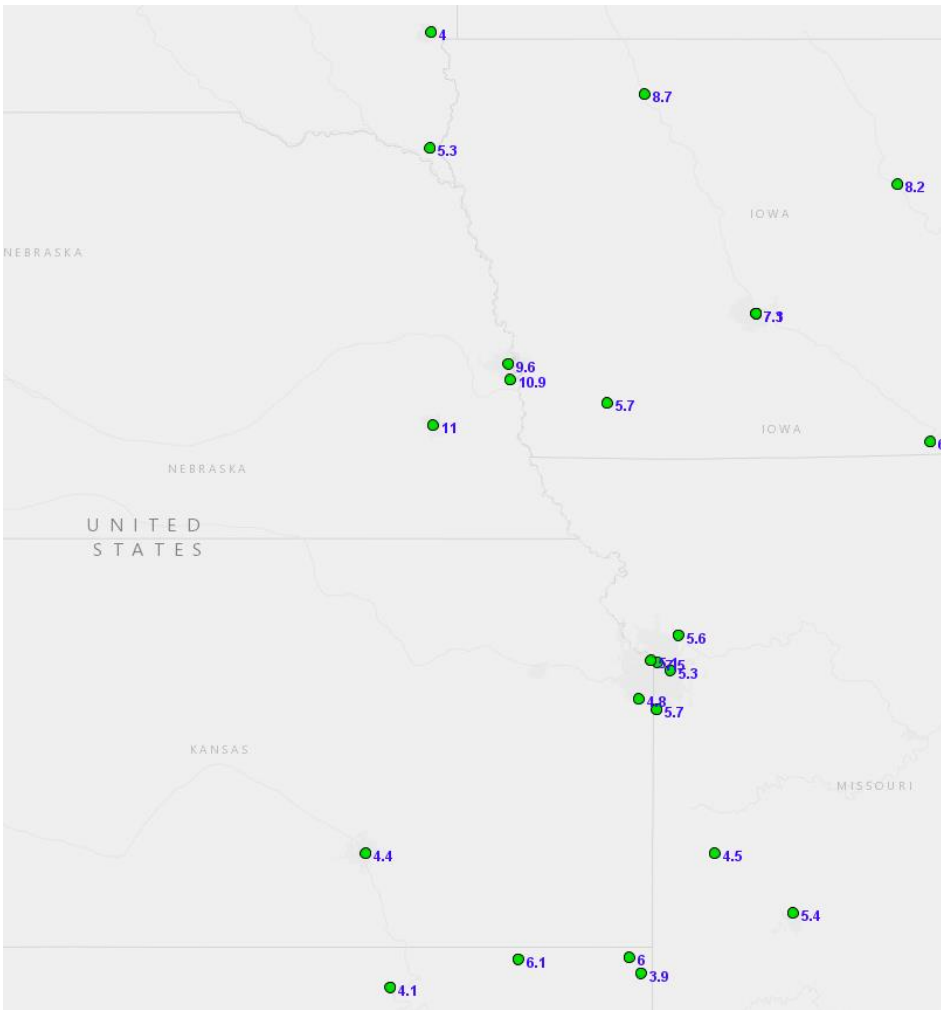 4
8.7
5.3
8.2
IOWA
NEBRASKA
9.6
10.9
5.7
11
IOWA
NEBRASKA
UNITED
STATES
5.6
5.3
4.8
5.7
KANSAS
MISSOURI
4.4
4.5
5.4
6.1
6
3.9
4.1